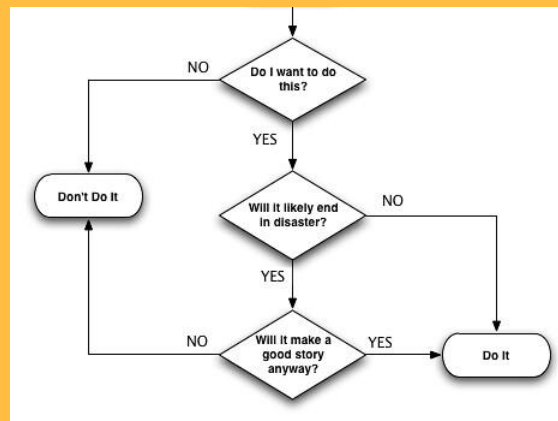 Do I want to do
this?
NO
YES
Don't Do It
Will it likely end
in disaster?
NO
YES
Will it make a
good story
anyway?
NO
YES
Do It